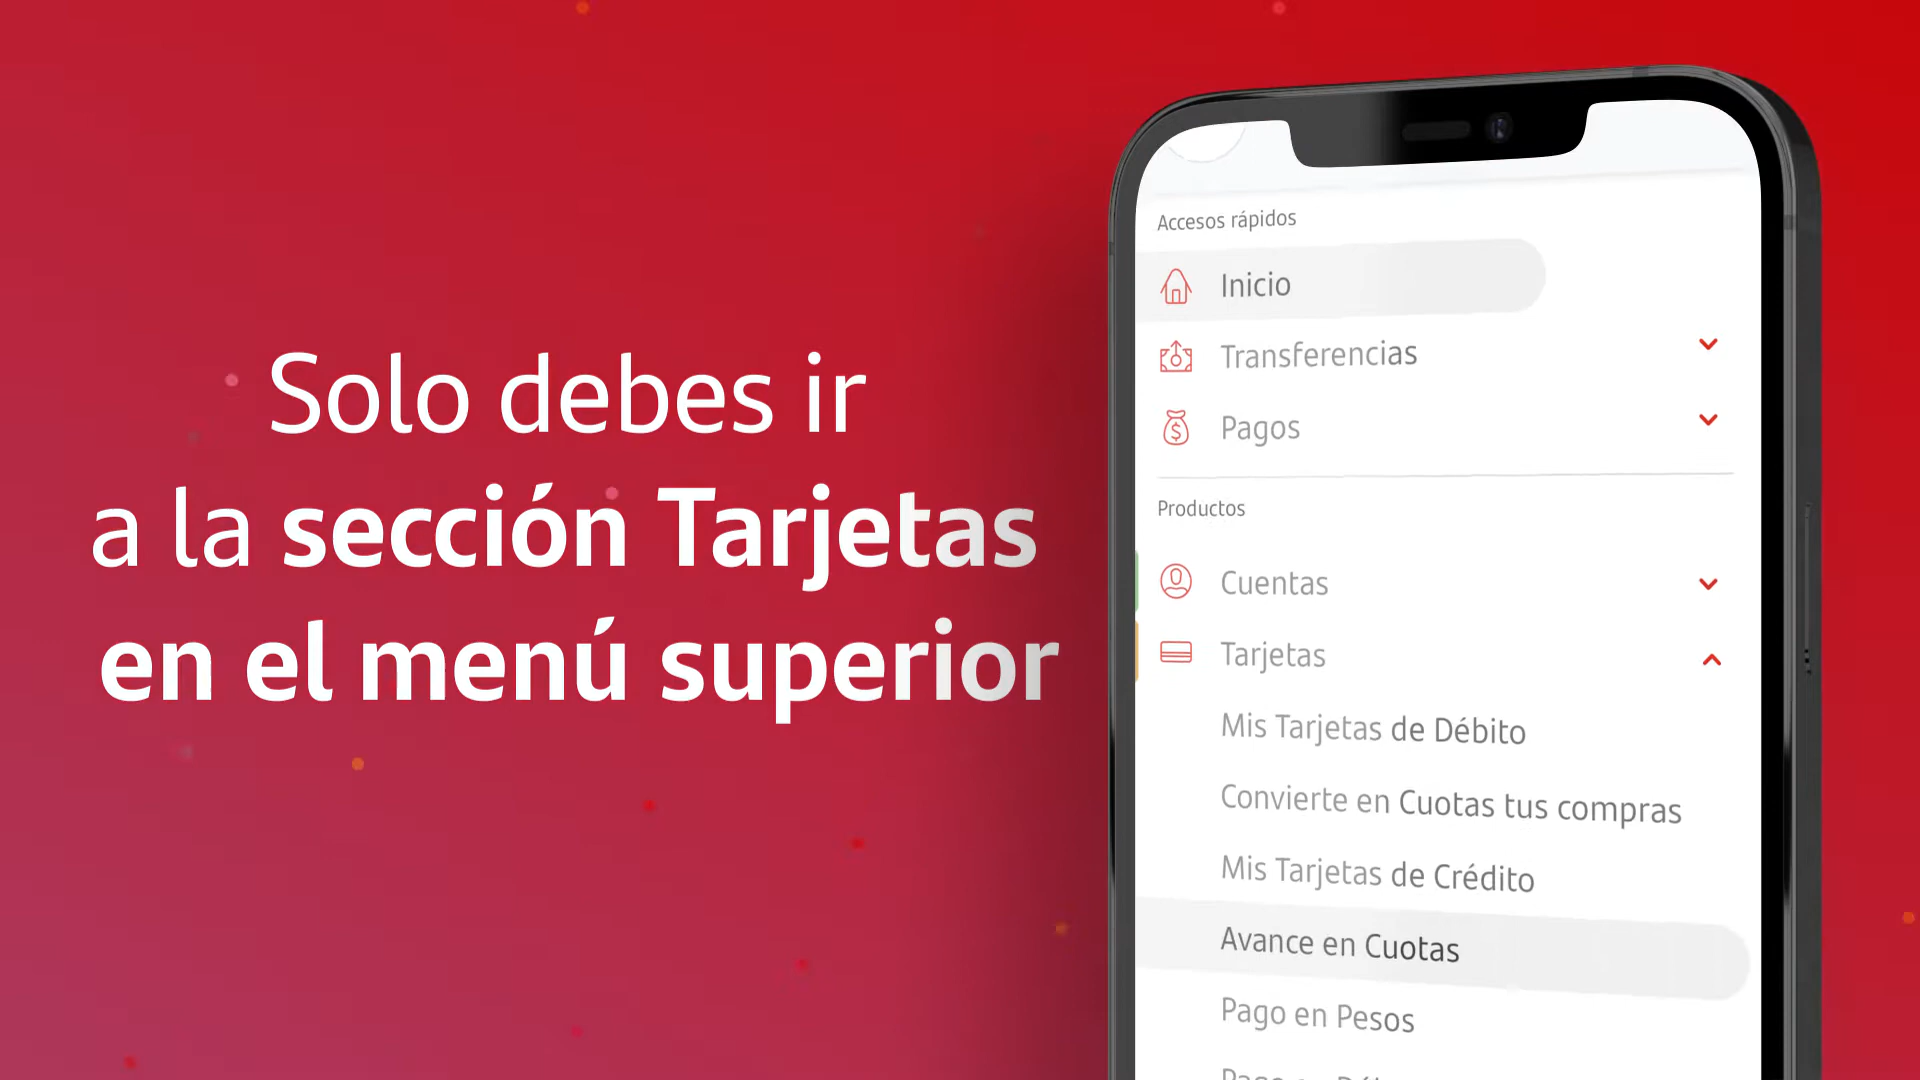 Solo debes ir
a la sección Tarjetas
en el menú superior
Accesos rápidos
Inicio
Transferencias
Pagos
Productos
Cuentas
Tarjetas
Mis Tarjetas de Débito
Convierte en Cuotas tus compras
Mis Tarjetas de Crédito
Avance en Cuotas
Pago en Pesos